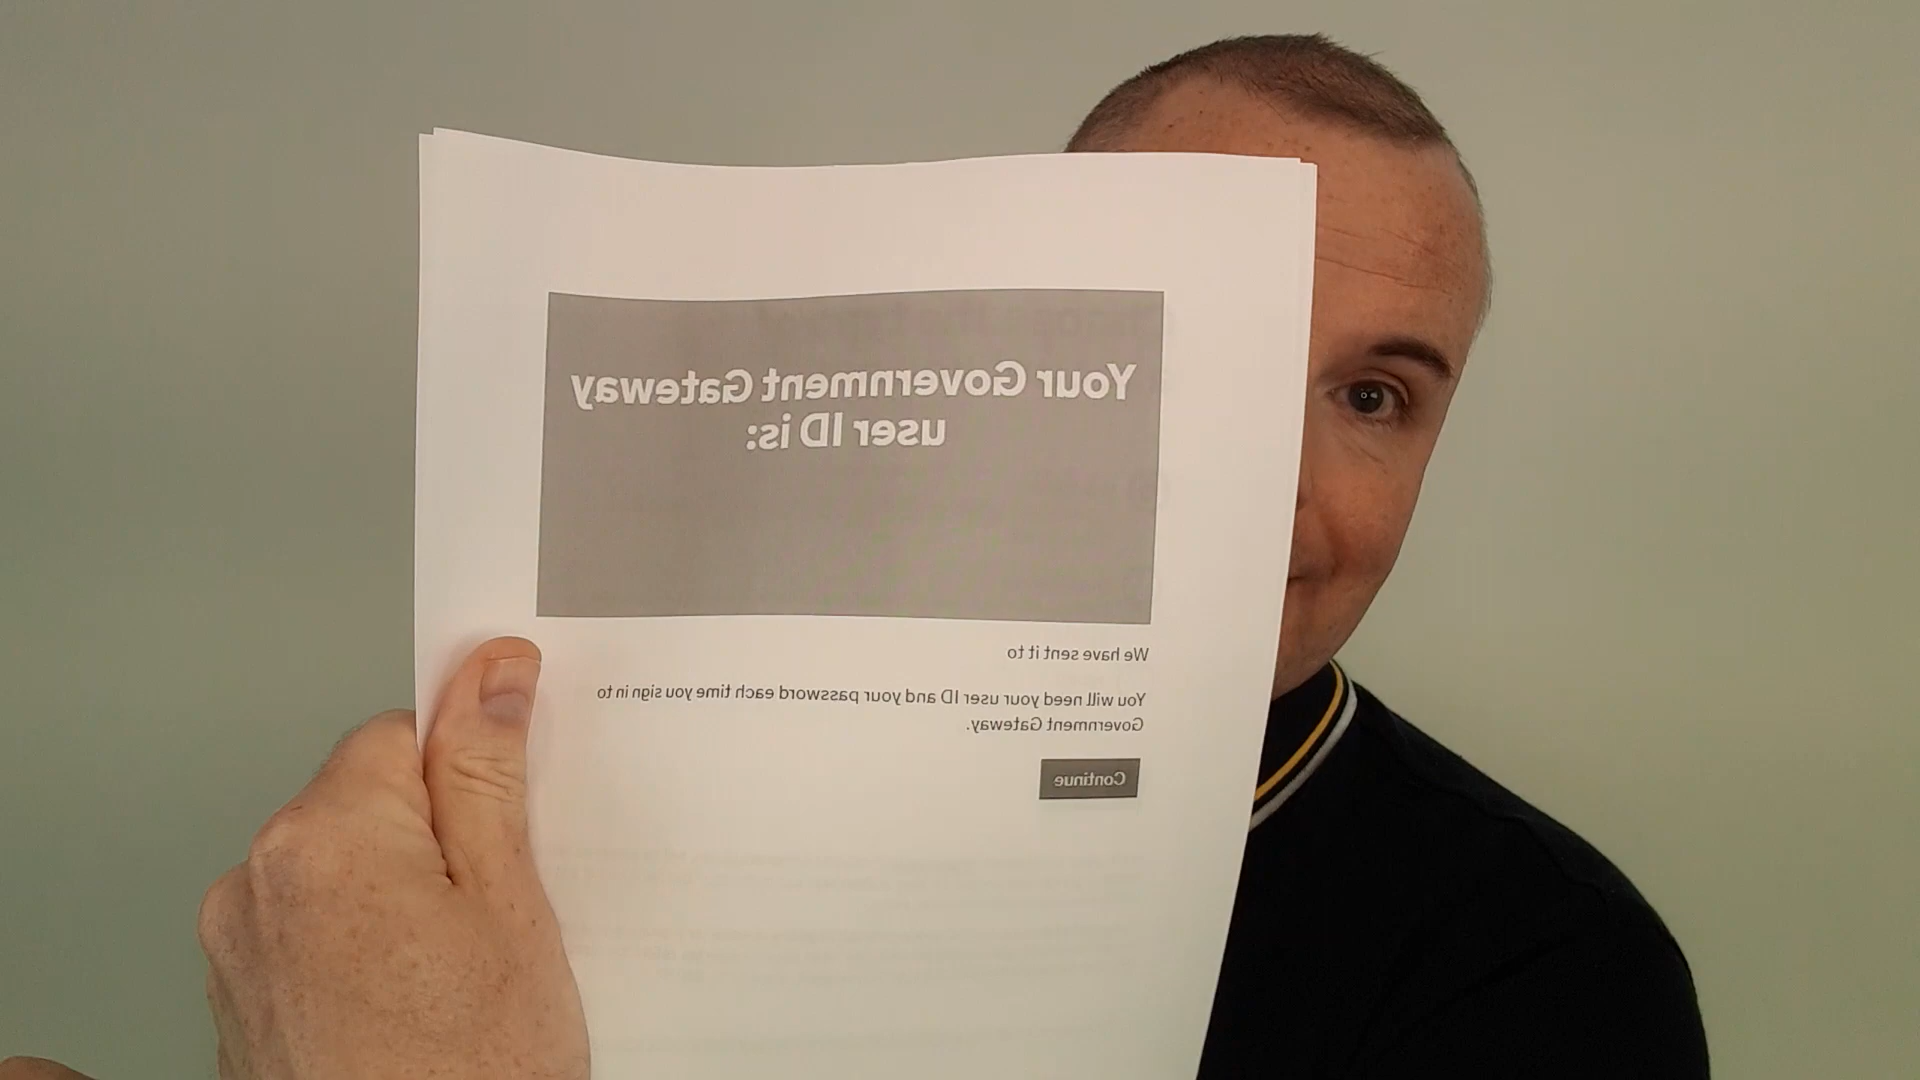 Your Government Gateway
user ID is:
We have sent it to
You will need your user ID and your password each time you sign in to
Government Gateway.
Continue